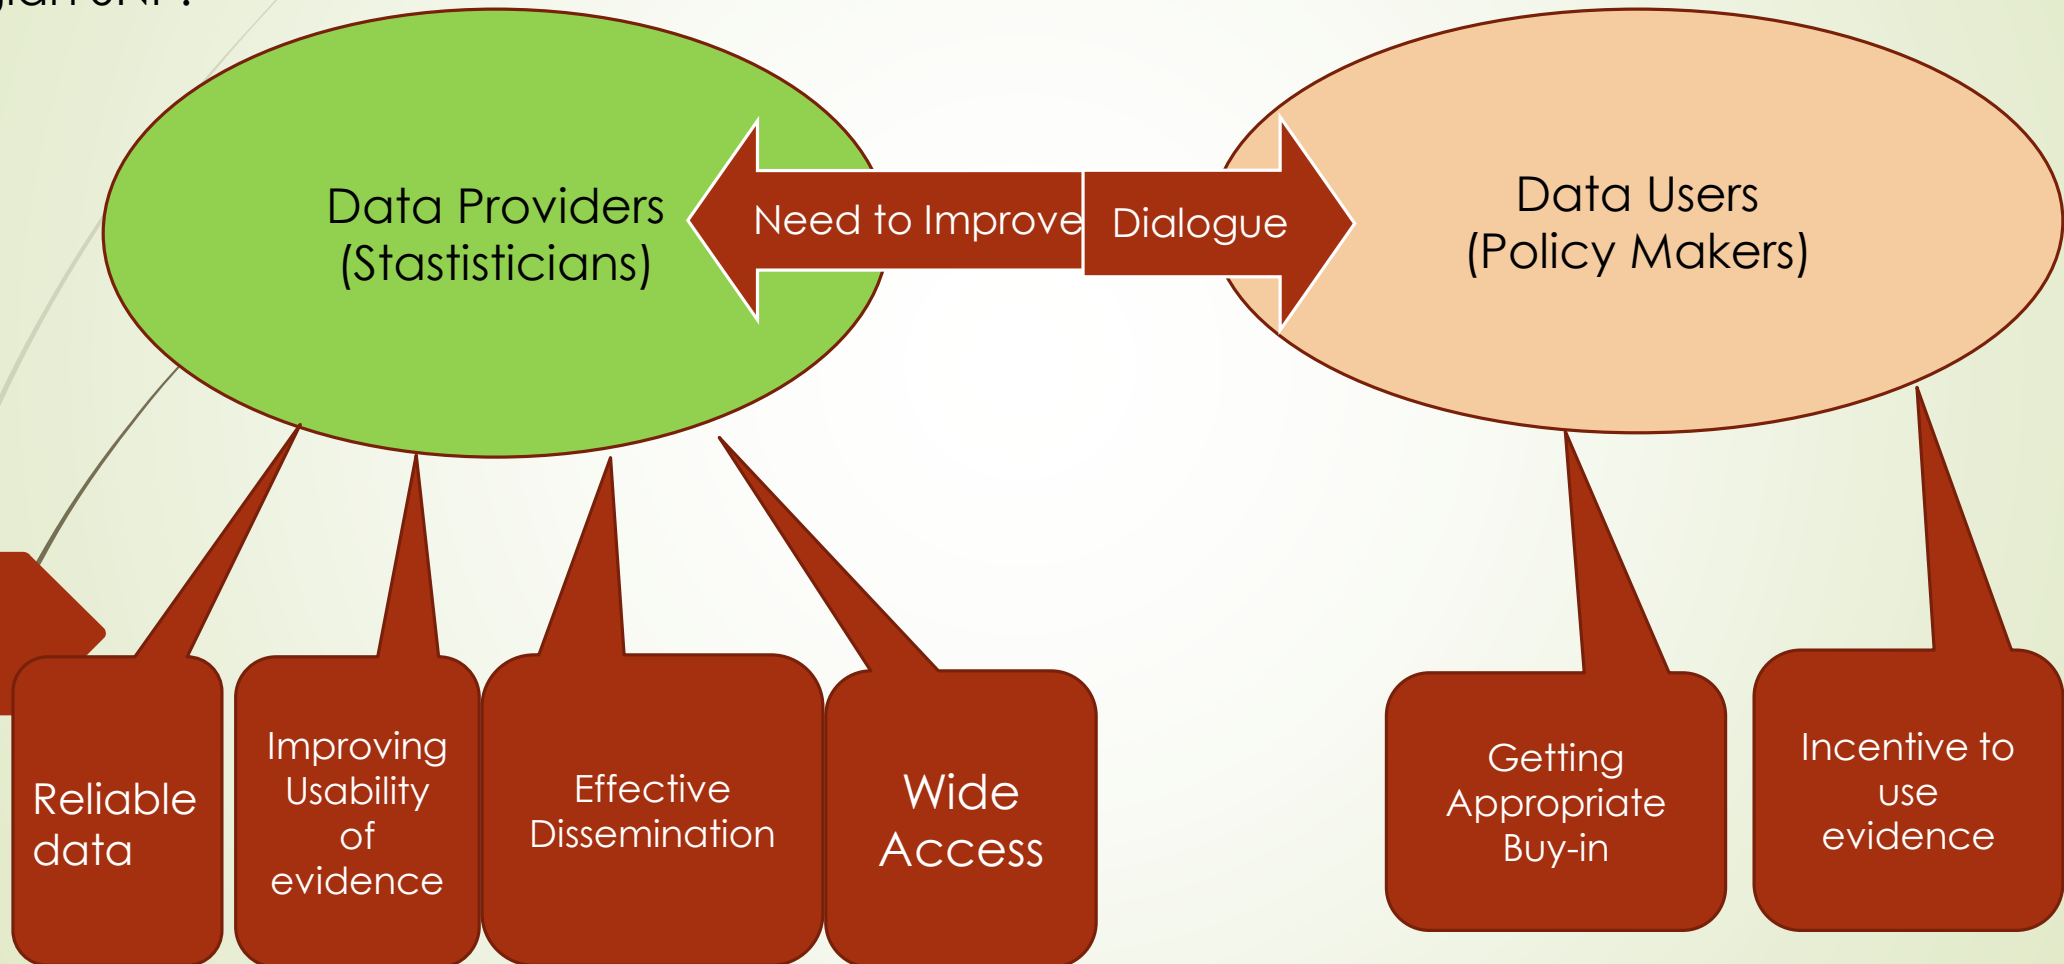 Data Providers
(Stastisticians)
Need to Improve
Dialogue
Data Users
(Policy Makers)
Reliable
data
Improving
Usability
of
evidence
Effective
Dissemination
Wide
Access
Getting
Appropriate
Buy-in
Incentive to
use
evidence